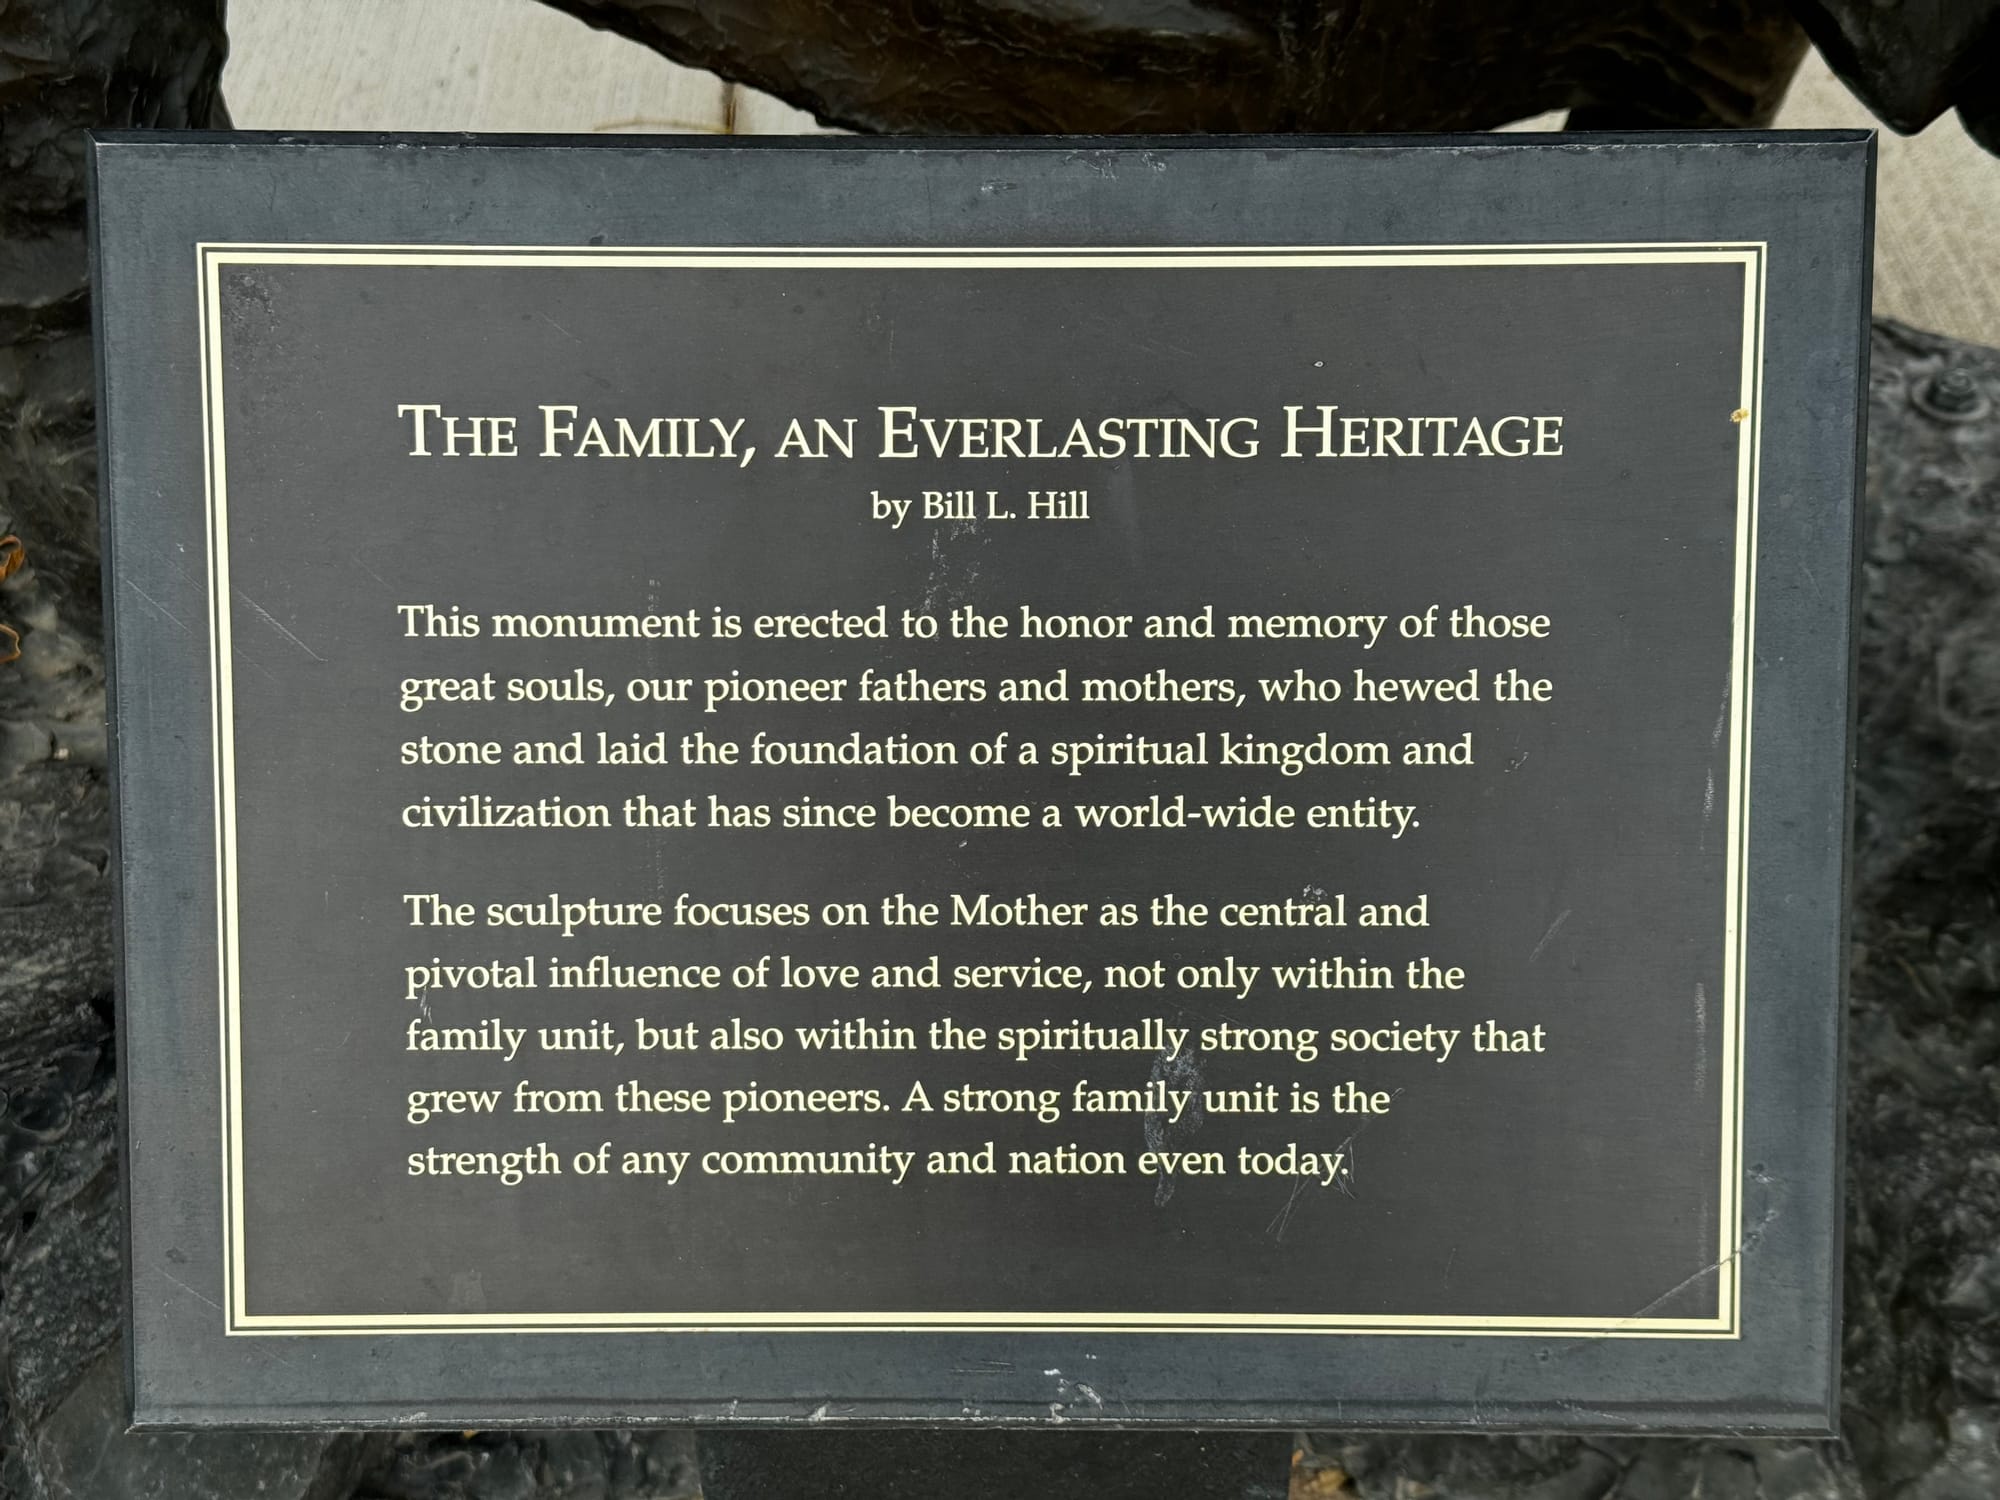 THE FAMILY, AN EVERLASTING HERITAGE
by Bill L. Hill
This monument is erected to the honor and memory of those
great souls, our pioneer fathers and mothers, who hewed the
stone and laid the foundation of a spiritual kingdom and
civilization that has since become a world-wide entity.
The sculpture focuses on the Mother as the central and
pivotal influence of love and service, not only within the
family unit, but also within the spiritually strong society that
grew from these pioneers. A strong family unit is the
strength of any community and nation even today.